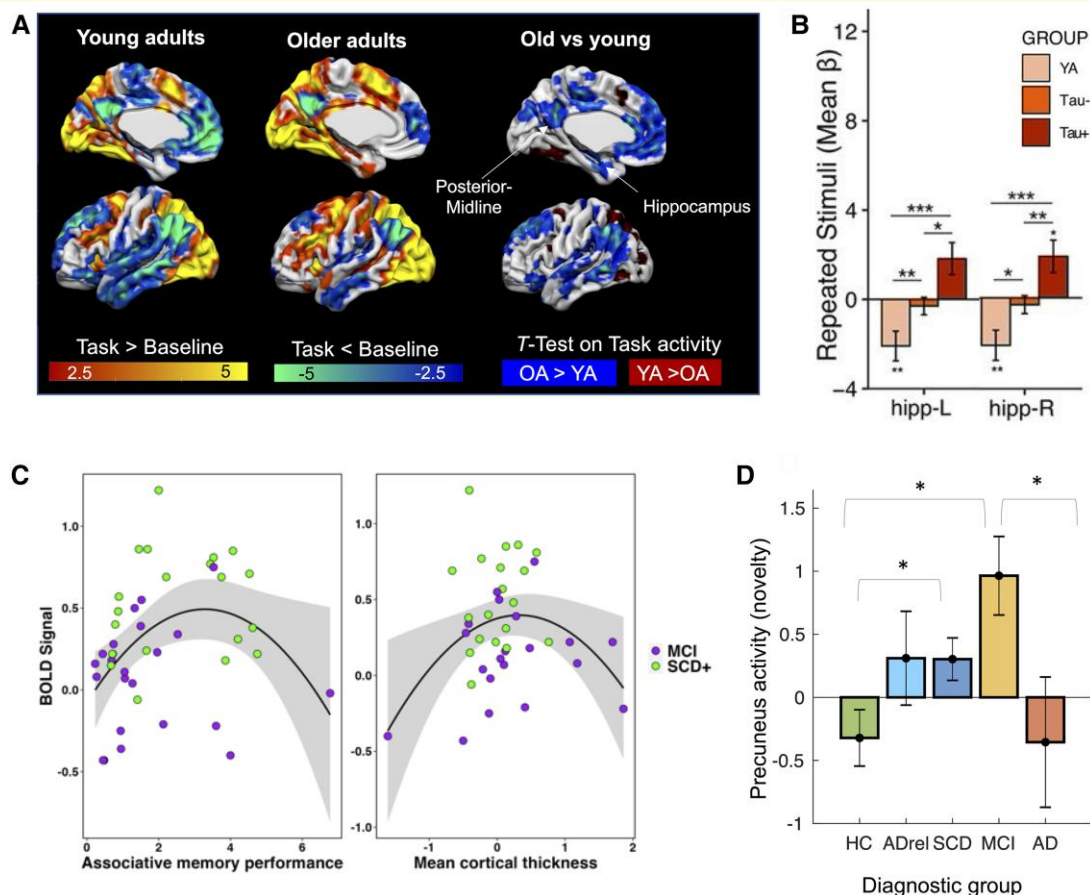 A
Young adults
Older adults
Old vs young
Posterior-
Midline
Hippocampus
Task > Baseline
2.5 5
Task < Baseline
-5 -2.5
T-Test on Task activity
OA > YA
YA >OA
B
Repeated Stimuli (Mean β)
12
8
4
0
−4
GROUP
YA
Tau-
Tau+
***
*
**
**
***
**
*
*
**
hipp-L
hipp-R
C
BOLD Signal
1.0
0.5
0.0
-0.5
0 2 4 6
Associative memory performance
1.0
0.5
0.0
-0.5
-1.0
-1 0 1 2
Mean cortical thickness
MCI
SCD+
D
Precuneus activity (novelty)
1.5
1
0.5
0
-0.5
-1
*
*
*
HC ADrel SCD MCI AD
Diagnostic group